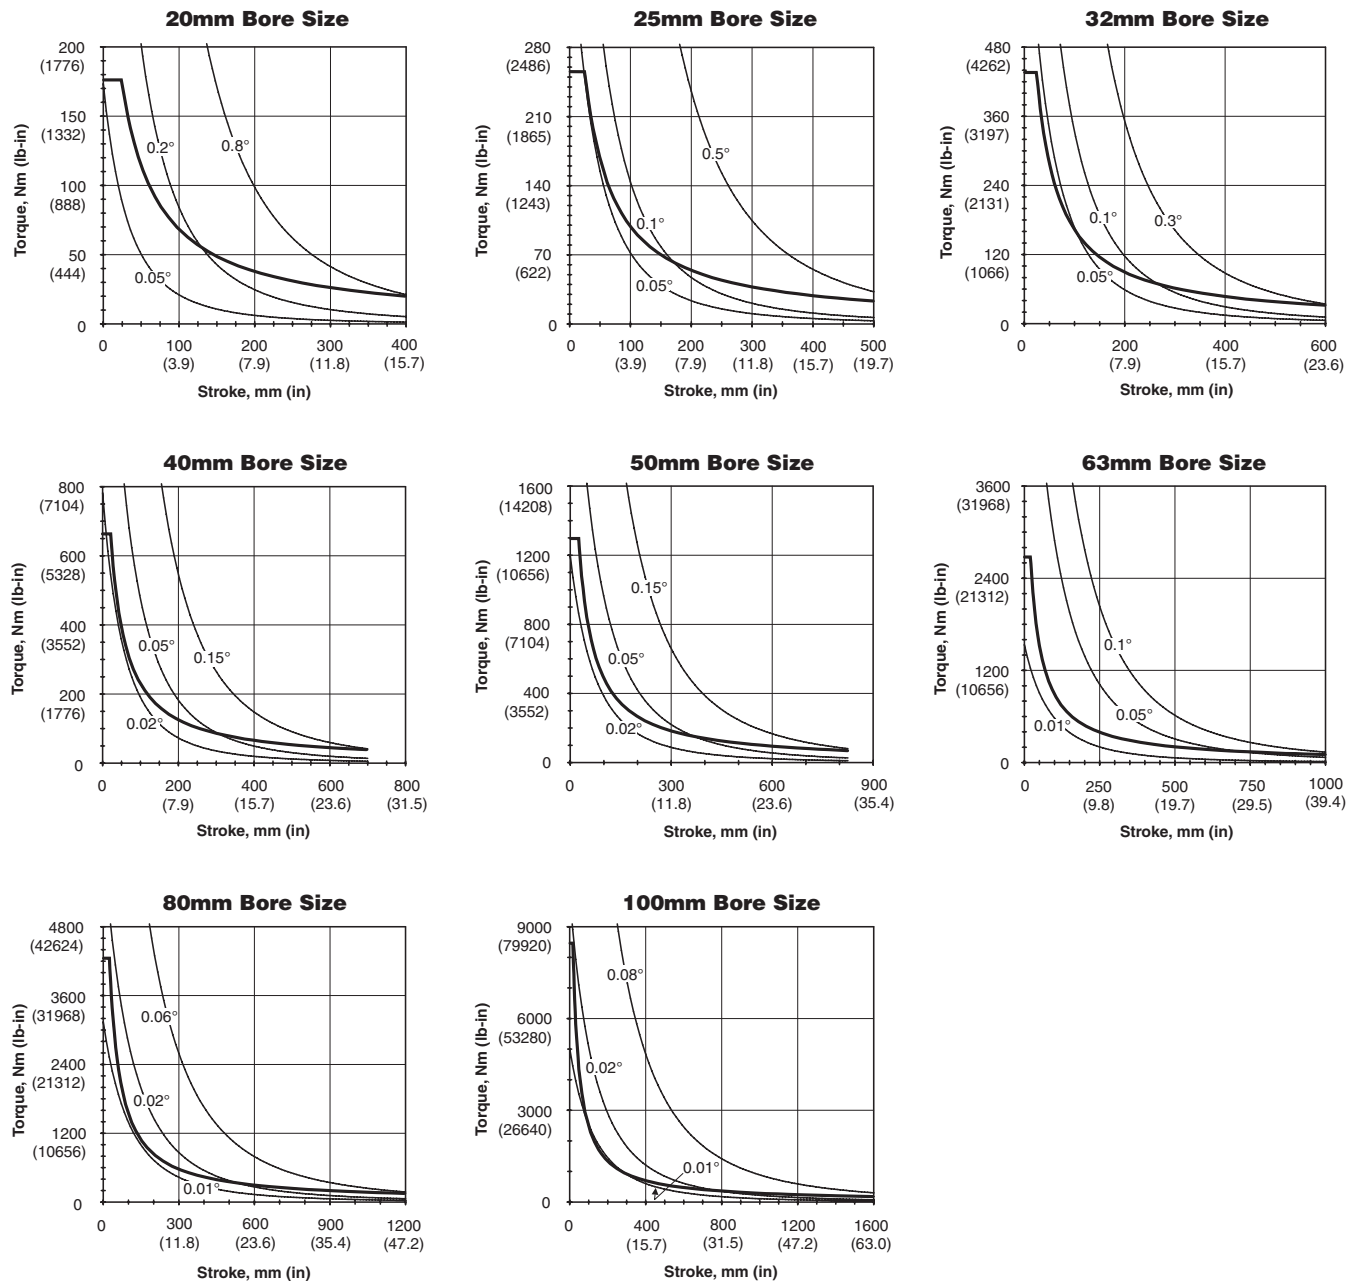 20mm Bore Size
200
(1776)
150
(1332)
100
(888)
50
(444)
0
Torque, Nm (lb-in)
0.2°
0.8°
0.05°
0 100 200 300 400
(3.9) (7.9) (11.8) (15.7)
Stroke, mm (in)
25mm Bore Size
280
(2486)
210
(1865)
140
(1243)
70
(622)
0
Torque, Nm (lb-in)
0.5°
0.1°
0.05°
0 100 200 300 400 500
(3.9) (7.9) (11.8) (15.7) (19.7)
Stroke, mm (in)
32mm Bore Size
480
(4262)
360
(3197)
240
(2131)
120
(1066)
0
Torque, Nm (lb-in)
0.1°
0.3°
0.05°
0 200 400 600
(7.9) (15.7) (23.6)
Stroke, mm (in)
40mm Bore Size
800
(7104)
600
(5328)
400
(3552)
200
(1776)
0
Torque, Nm (lb-in)
0.05°
0.15°
0.02°
0 200 400 600 800
(7.9) (15.7) (23.6) (31.5)
Stroke, mm (in)
50mm Bore Size
1600
(14208)
1200
(10656)
800
(7104)
400
(3552)
0
Torque, Nm (lb-in)
0.15°
0.05°
0.02°
0 300 600 900
(11.8) (23.6) (35.4)
Stroke, mm (in)
63mm Bore Size
3600
(31968)
2400
(21312)
1200
(10656)
0
Torque, Nm (lb-in)
0.1°
0.05°
0.01°
0 250 500 750 1000
(9.8) (19.7) (29.5) (39.4)
Stroke, mm (in)
80mm Bore Size
4800
(42624)
3600
(31968)
2400
(21312)
1200
(10656)
0
Torque, Nm (lb-in)
0.06°
0.02°
0.01°
0 300 600 900 1200
(11.8) (23.6) (35.4) (47.2)
Stroke, mm (in)
100mm Bore Size
9000
(79920)
6000
(53280)
3000
(26640)
0
Torque, Nm (lb-in)
0.08°
0.02°
0.01°
0 400 800 1200 1600
(15.7) (31.5) (47.2) (63.0)
Stroke, mm (in)